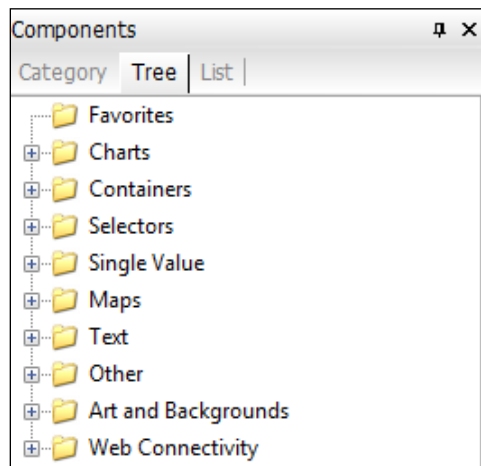 Components
Category Tree List
Favorites
Charts
Containers
Selectors
Single Value
Maps
Text
Other
Art and Backgrounds
Web Connectivity